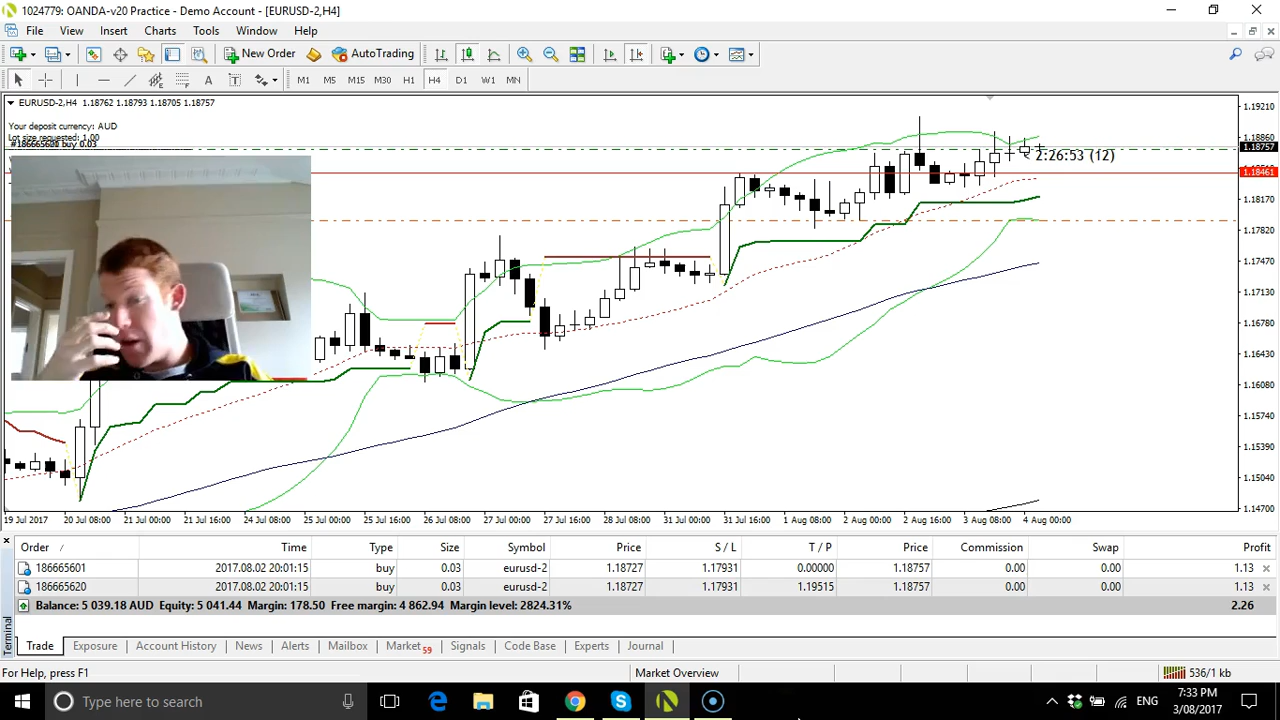 1024779: OANDA-v20 Practice - Demo Account - [EURUSD-2,H4]
File View Insert Charts Tools Window Help
New Order AutoTrading
A T M1 M5 M15 M30 H1 H4 D1 W1 MN
EURUSD-2,H4 1.18762 1.18793 1.18705 1.18757
Your deposit currency: AUD
Lot size requested: 1.00
#186665620 buy 0.03
2:26:53 (12)
1.19210
1.18860
1.18757
1.18461
1.18170
1.17820
1.17470
1.17130
1.16780
1.16430
1.16080
1.15740
1.15390
1.15040
1.14700
19 Jul 2017 20 Jul 08:00 21 Jul 00:00 21 Jul 16:00 24 Jul 08:00 25 Jul 00:00 25 Jul 16:00 26 Jul 08:00 27 Jul 00:00 27 Jul 16:00 28 Jul 08:00 31 Jul 00:00 31 Jul 16:00 1 Aug 08:00 2 Aug 00:00 2 Aug 16:00 3 Aug 08:00 4 Aug 00:00
Order / Time Type Size Symbol Price S / L T / P Price Commission Swap Profit
186665601 2017.08.02 20:01:15 buy 0.03 eurusd-2 1.18727 1.17931 0.00000 1.18757 0.00 0.00 1.13
186665620 2017.08.02 20:01:15 buy 0.03 eurusd-2 1.18727 1.17931 1.19515 1.18757 0.00 0.00 1.13
Balance: 5 039.18 AUD Equity: 5 041.44 Margin: 178.50 Free margin: 4 862.94 Margin level: 2824.31% 2.26
Terminal
Trade Exposure Account History News Alerts Mailbox Market 59 Signals Code Base Experts Journal
For Help, press F1 Market Overview 536/1 kb
Type here to search ENG 7:33 PM
3/08/2017